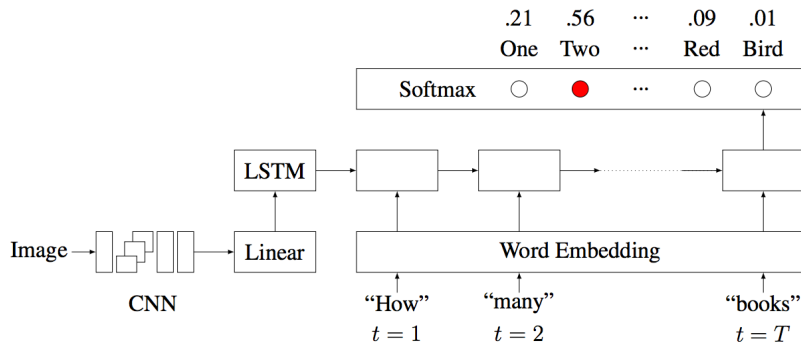 .21 .56 ... .09 .01
One Two ... Red Bird
Softmax ...
LSTM
Image Linear Word Embedding
CNN “How” “many” “books”
t = 1 t = 2 t = T